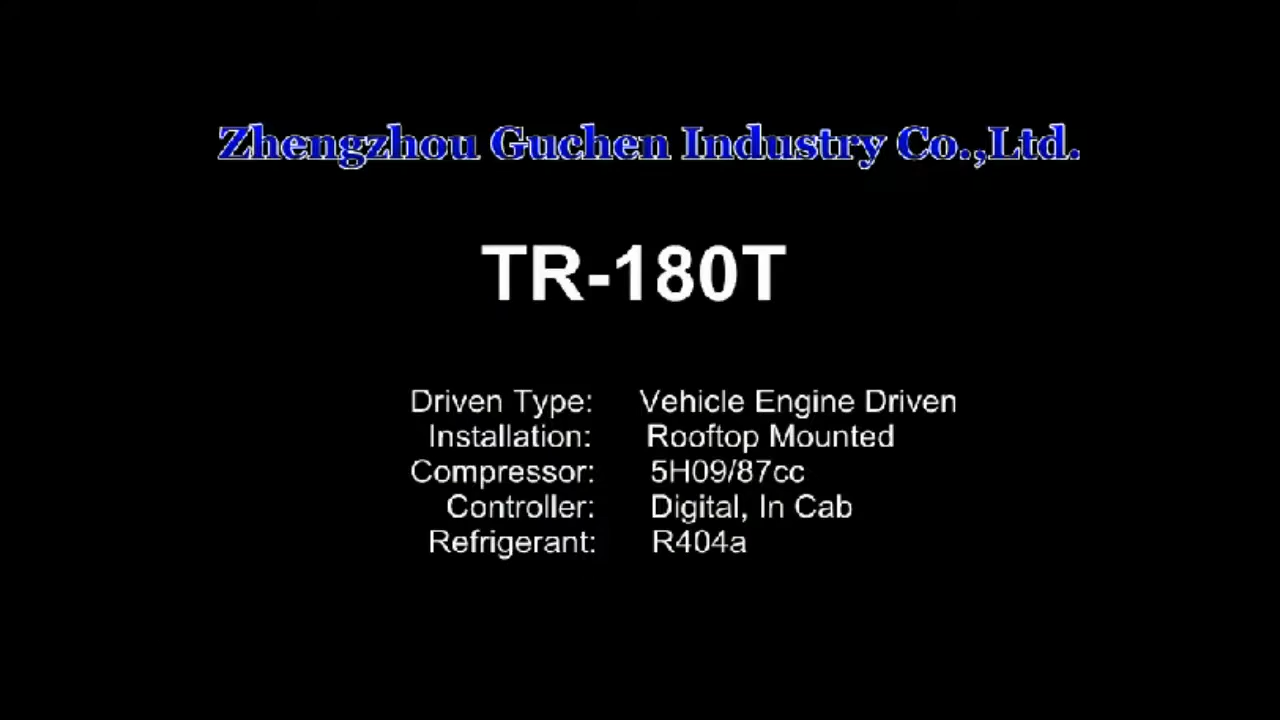 Zhengzhou Guchen Industry Co.,Ltd.
TR-180T
Driven Type: Vehicle Engine Driven
Installation: Rooftop Mounted
Compressor: 5H09/87cc
Controller: Digital, In Cab
Refrigerant: R404a